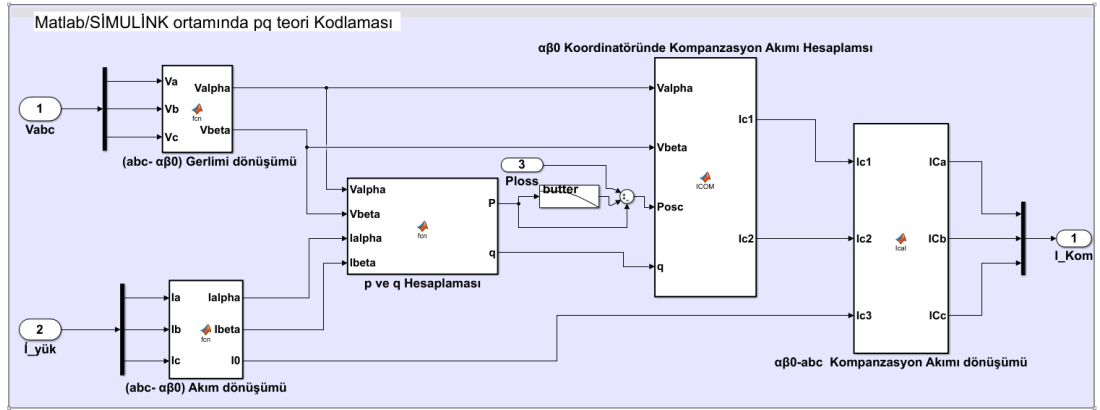 Matlab/SİMULİNK ortamında pq teori Kodlaması
αβ0 Koordinatöründe Kompanzasyon Akımı Hesaplamsı
1
Vabc
Va
Vb
Vc
Valpha
Vbeta
fcn
(abc- αβ0) Gerlimi dönüşümü
Valpha
Vbeta
Ialpha
Ibeta
P
q
fcn
p ve q Hesaplaması
3
Ploss
butter
Valpha
Vbeta
Posc
q
Ic1
Ic2
ICOM
2
İ_yük
Ia
Ib
Ic
Ialpha
Ibeta
I0
fcn
(abc- αβ0) Akım dönüşümü
Ic1
Ic2
Ic3
ICa
ICb
ICc
Ical
αβ0-abc Kompanzasyon Akımı dönüşümü
1
I_Kom